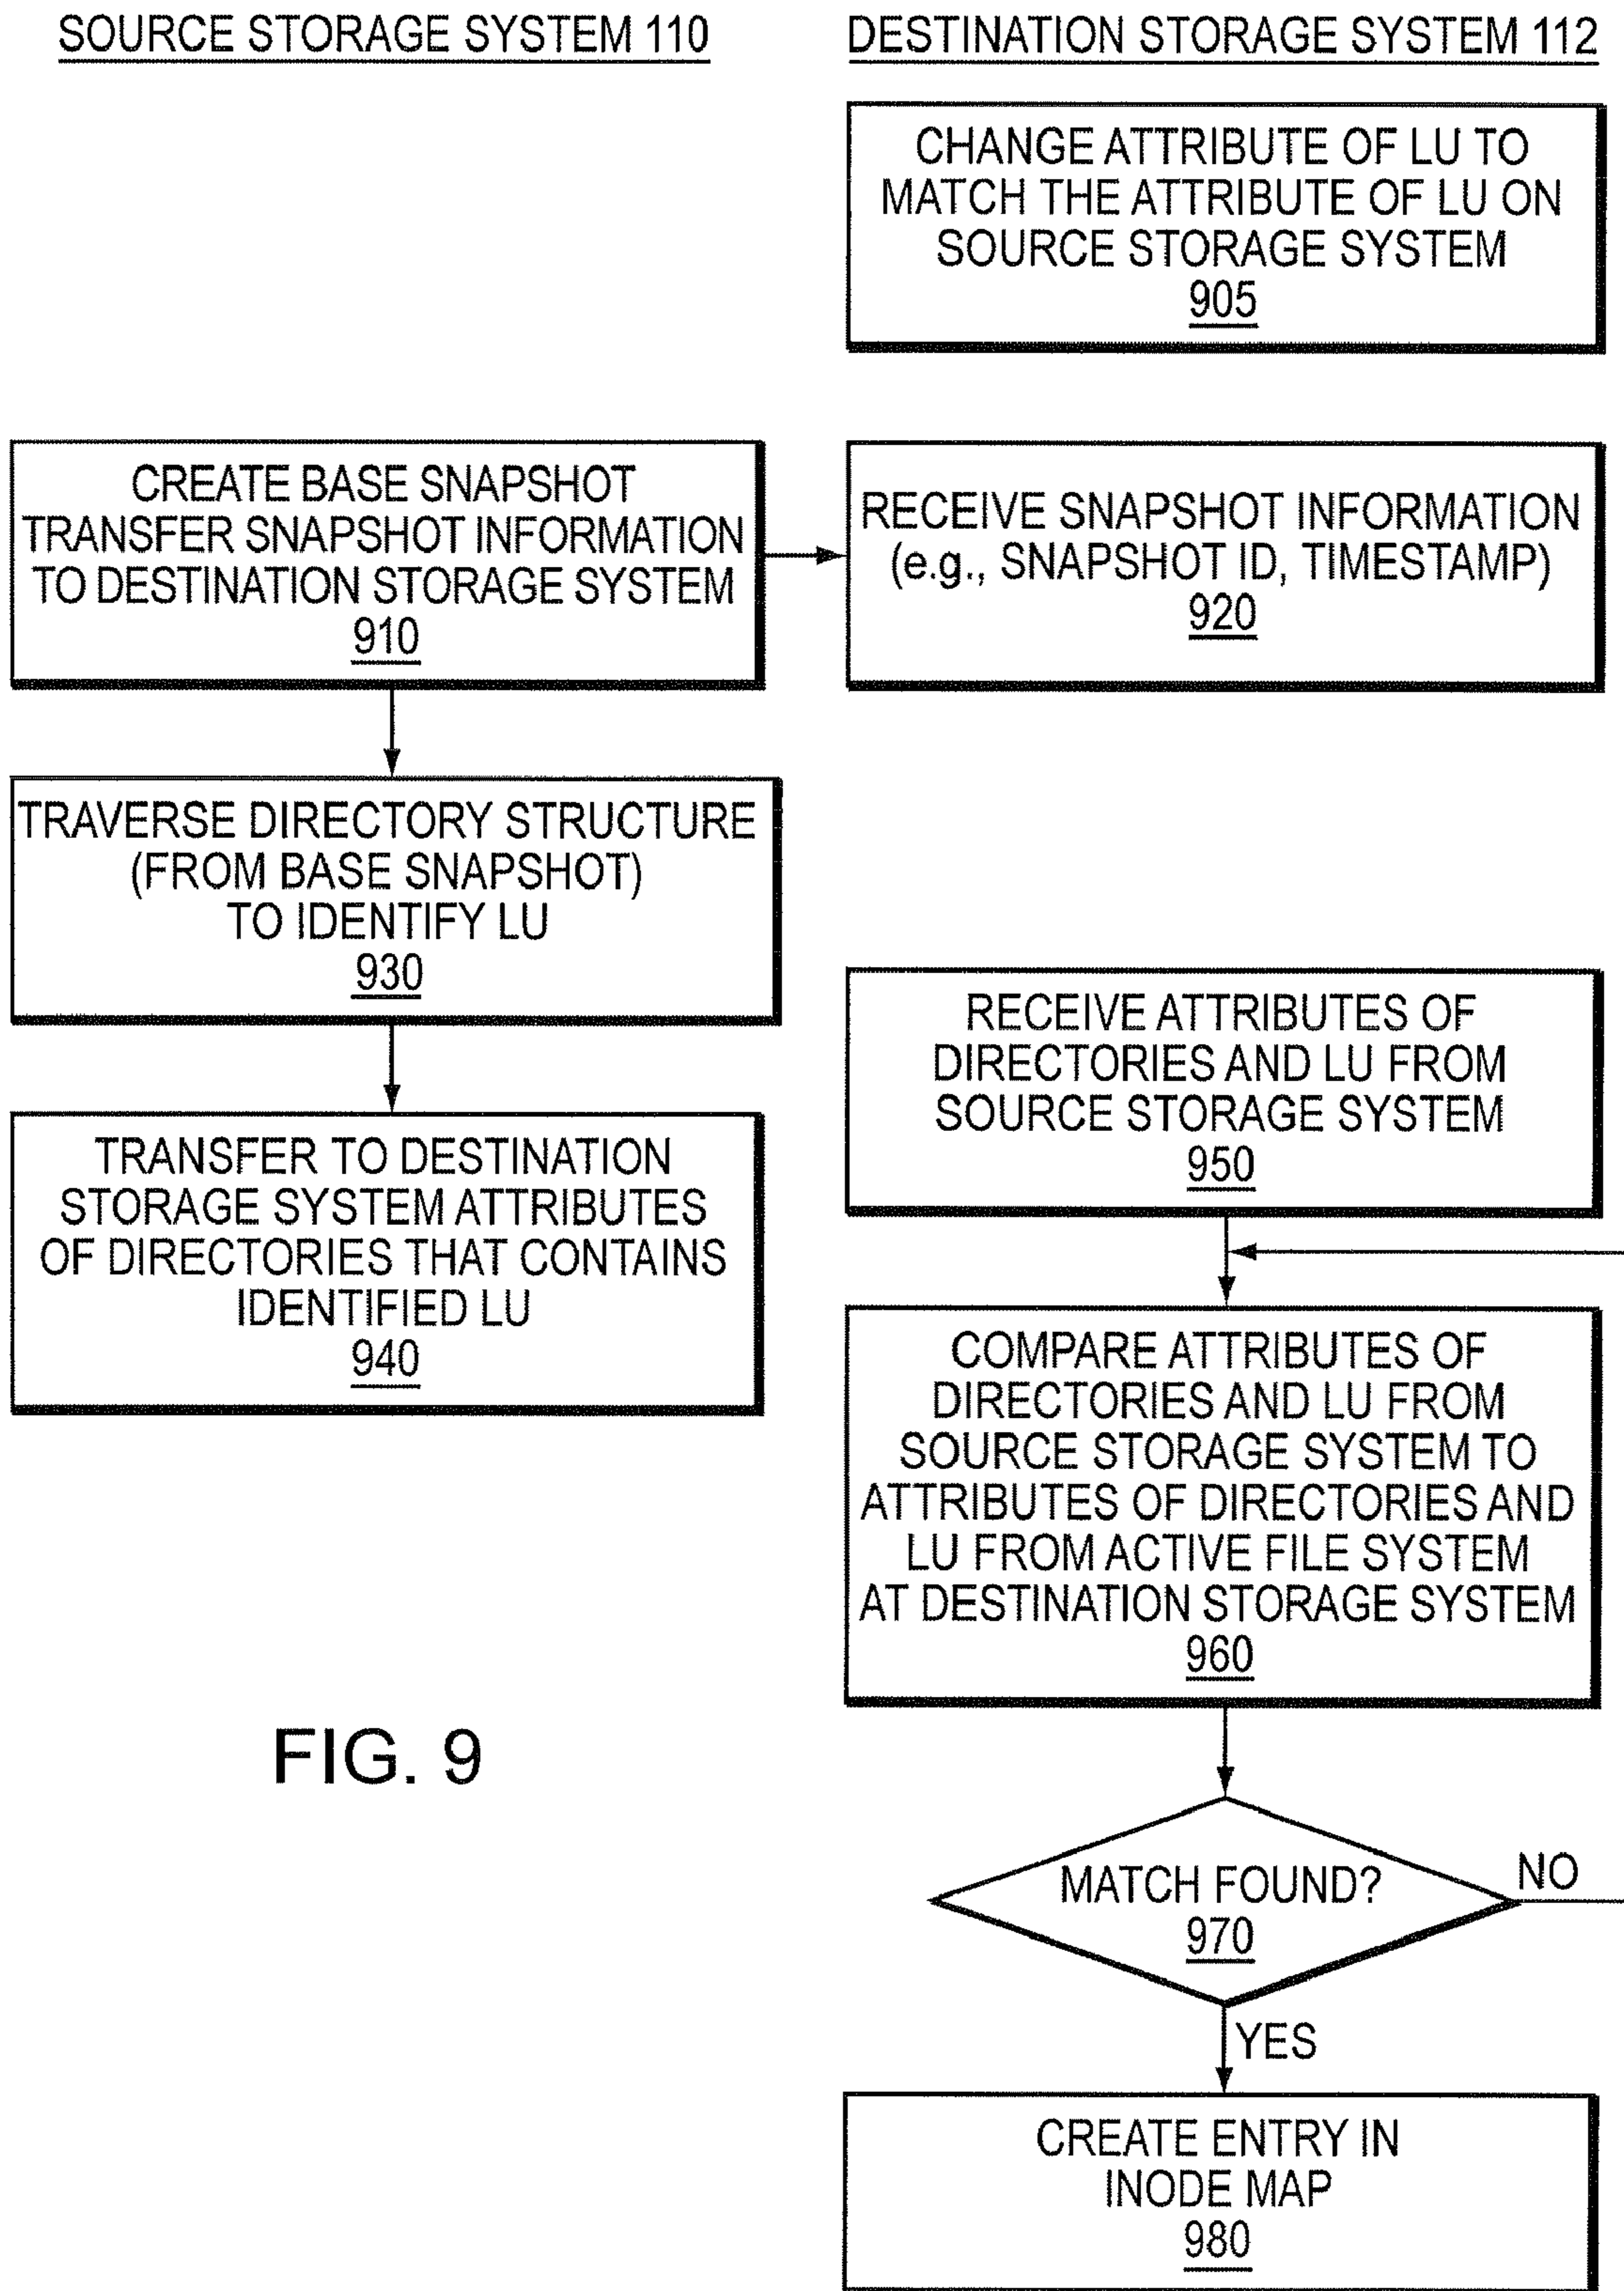 SOURCE STORAGE SYSTEM 110
DESTINATION STORAGE SYSTEM 112
CHANGE ATTRIBUTE OF LU TO
MATCH THE ATTRIBUTE OF LU ON
SOURCE STORAGE SYSTEM
905
CREATE BASE SNAPSHOT
TRANSFER SNAPSHOT INFORMATION
TO DESTINATION STORAGE SYSTEM
910
RECEIVE SNAPSHOT INFORMATION
(e.g., SNAPSHOT ID, TIMESTAMP)
920
TRAVERSE DIRECTORY STRUCTURE
(FROM BASE SNAPSHOT)
TO IDENTIFY LU
930
TRANSFER TO DESTINATION
STORAGE SYSTEM ATTRIBUTES
OF DIRECTORIES THAT CONTAINS
IDENTIFIED LU
940
RECEIVE ATTRIBUTES OF
DIRECTORIES AND LU FROM
SOURCE STORAGE SYSTEM
950
COMPARE ATTRIBUTES OF
DIRECTORIES AND LU FROM
SOURCE STORAGE SYSTEM TO
ATTRIBUTES OF DIRECTORIES AND
LU FROM ACTIVE FILE SYSTEM
AT DESTINATION STORAGE SYSTEM
960
MATCH FOUND?
970
NO
YES
CREATE ENTRY IN
INODE MAP
980
FIG. 9